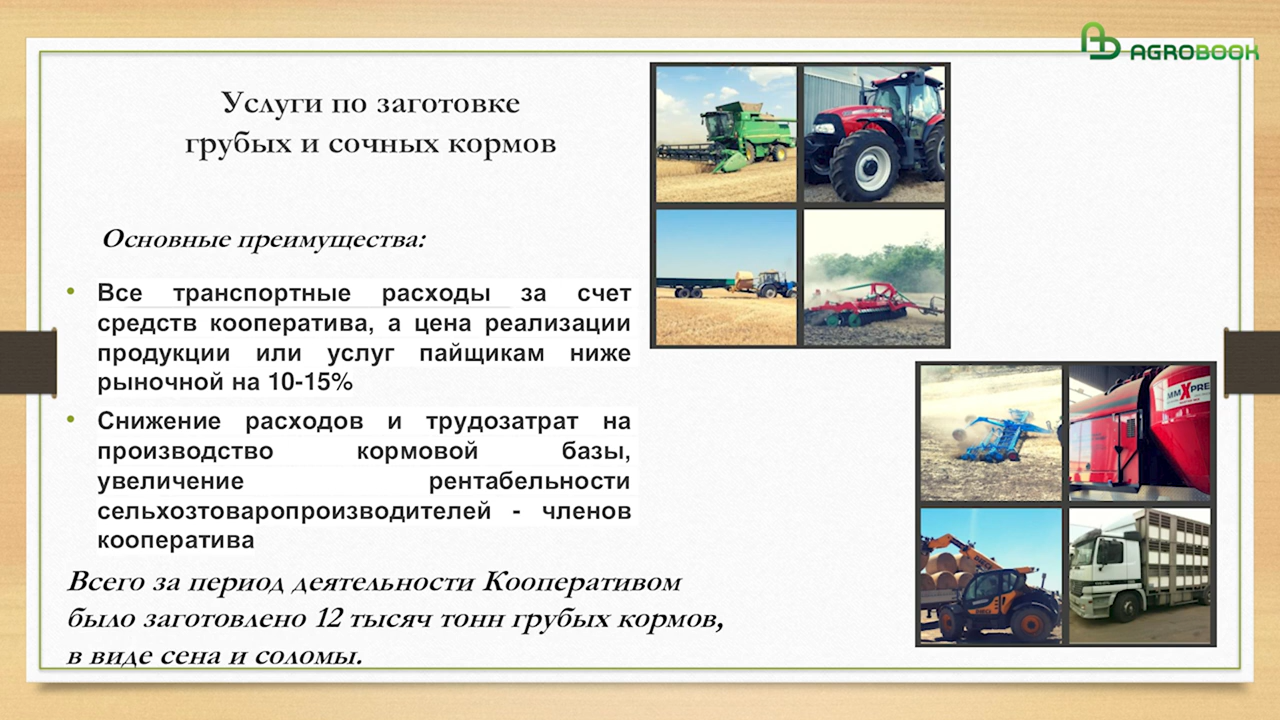 AGROBOOK
Услуги по заготовке
грубых и сочных кормов
Основные преимущества:
• Все транспортные расходы за счет
средств кооператива, а цена реализации
продукции или услуг пайщикам ниже
рыночной на 10-15%
• Снижение расходов и трудозатрат на
производство кормовой базы,
увеличение рентабельности
сельхозтоваропроизводителей - членов
кооператива
Всего за период деятельности Кооперативом
было заготовлено 12 тысяч тонн грубых кормов,
в виде сена и соломы.